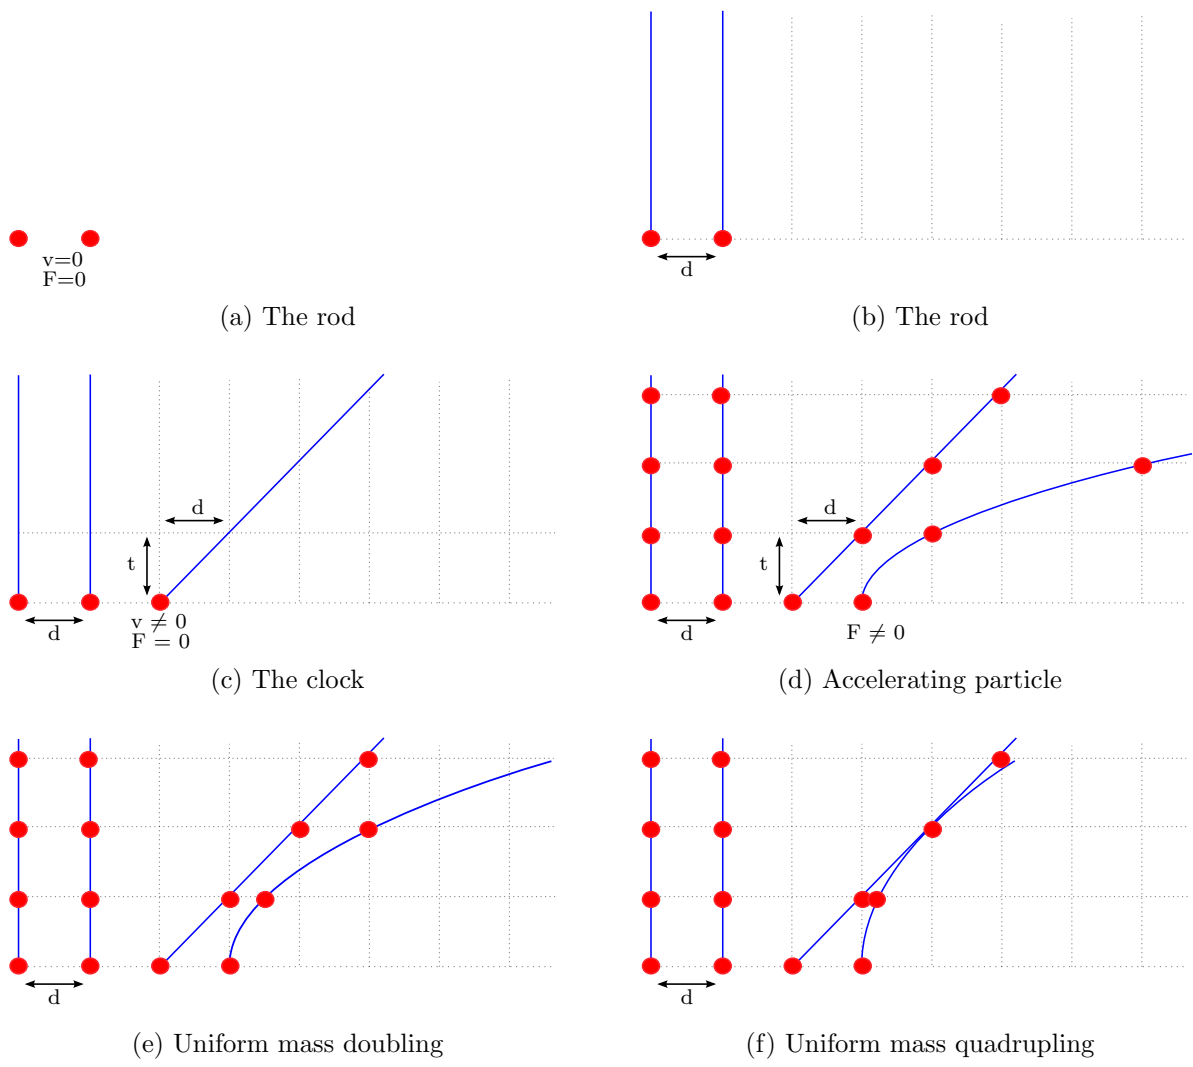 v=0
F=0
(a) The rod
d
(b) The rod
d
t
d
v ≠ 0
F = 0
(c) The clock
d
t
d
F ≠ 0
(d) Accelerating particle
d
(e) Uniform mass doubling
d
(f) Uniform mass quadrupling